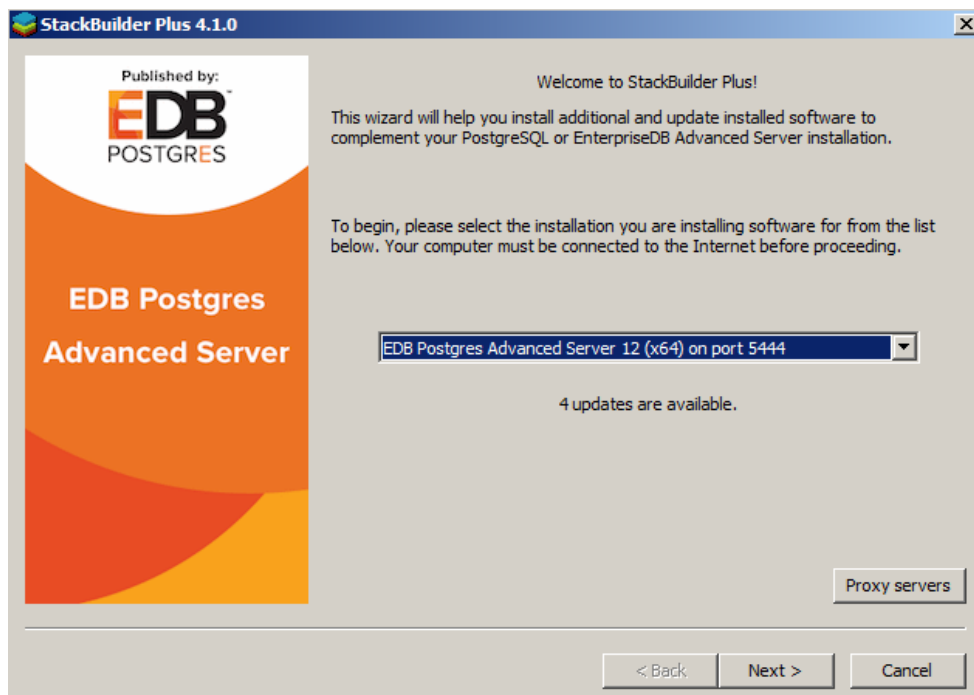 StackBuilder Plus 4.1.0
Published by:
EDB™
POSTGRES
EDB Postgres
Advanced Server
Welcome to StackBuilder Plus!
This wizard will help you install additional and update installed software to
complement your PostgreSQL or EnterpriseDB Advanced Server installation.
To begin, please select the installation you are installing software for from the list
below. Your computer must be connected to the Internet before proceeding.
EDB Postgres Advanced Server 12 (x64) on port 5444
4 updates are available.
Proxy servers
< Back
Next >
Cancel